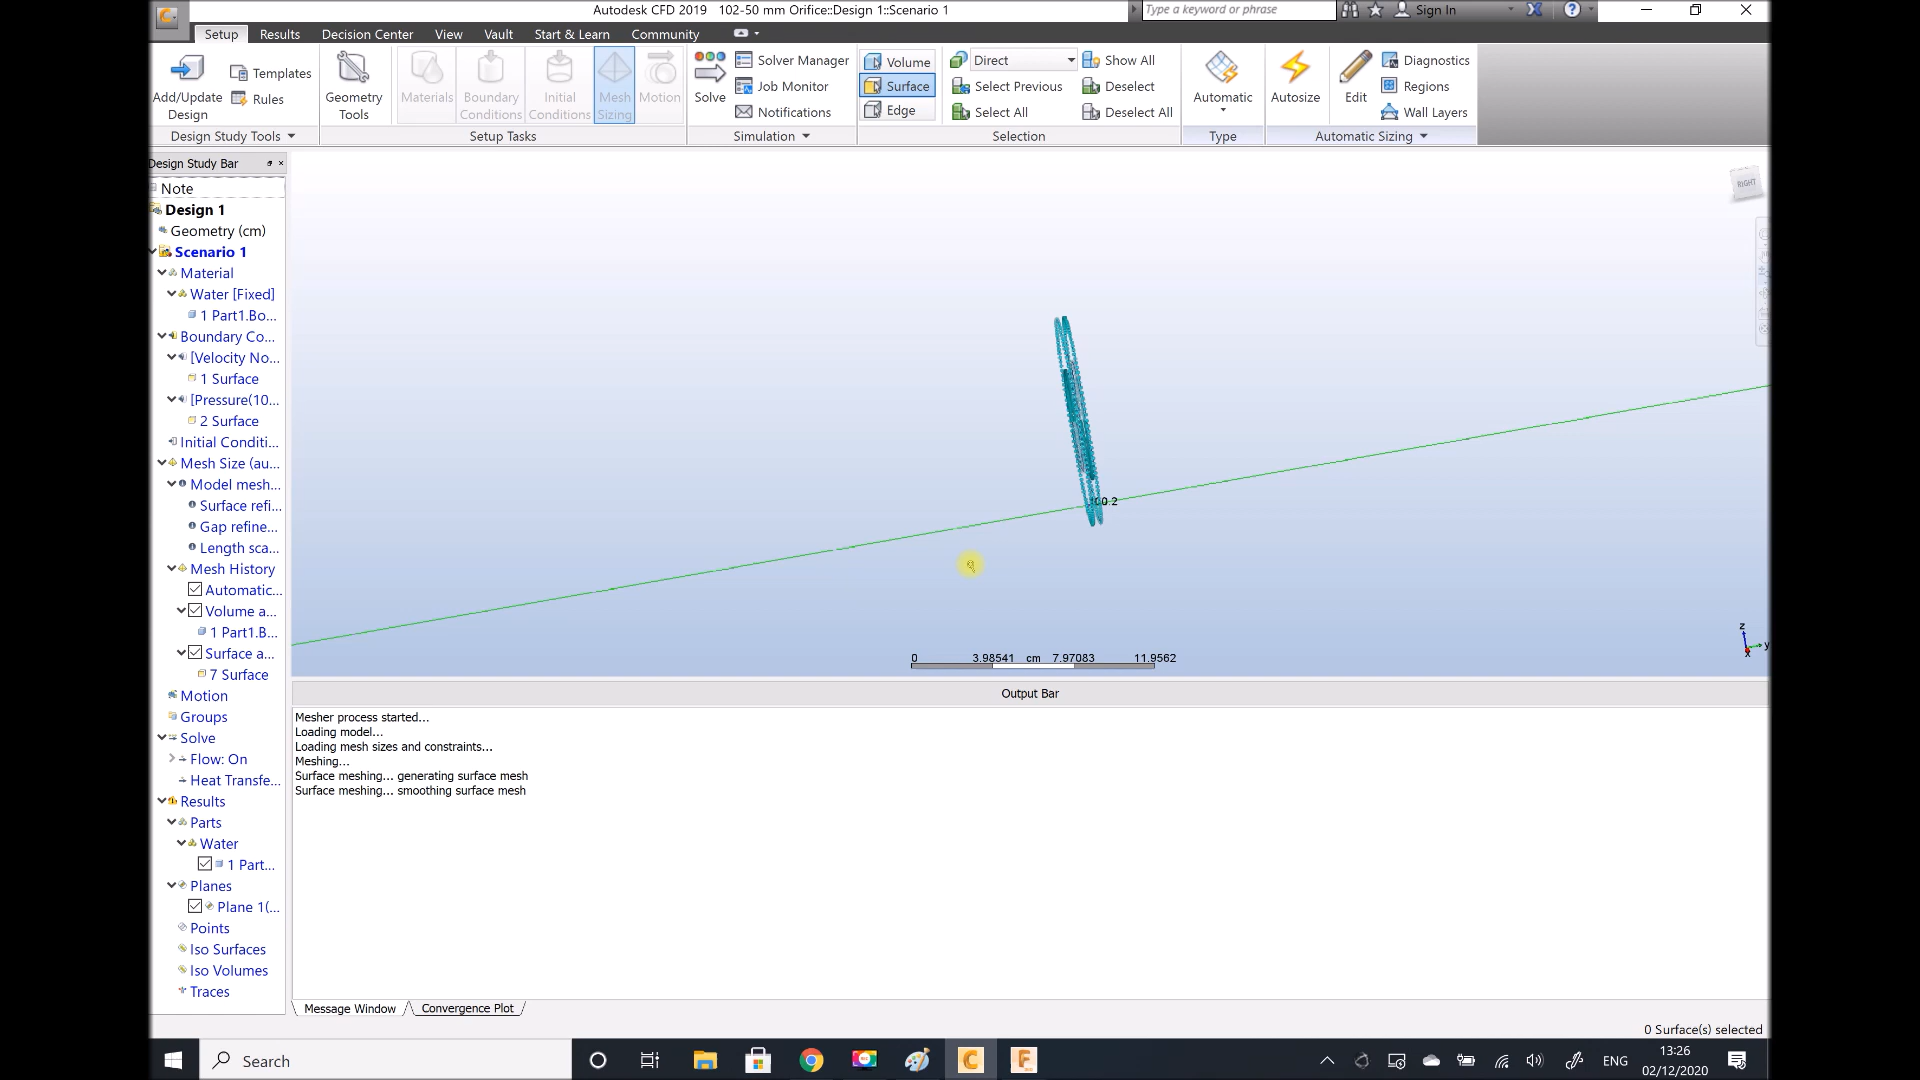 Autodesk CFD 2019 102-50 mm Orifice::Design 1::Scenario 1
Type a keyword or phrase
Sign In
Setup Results Decision Center View Vault Start & Learn Community
Add/Update Design
Templates
Rules
Design Study Tools
Geometry Tools
Materials
Boundary Conditions
Initial Conditions
Mesh Sizing
Motion
Setup Tasks
Solve
Solver Manager
Job Monitor
Notifications
Simulation
Volume
Surface
Edge
Direct
Select Previous
Select All
Show All
Deselect
Deselect All
Selection
Automatic
Type
Autosize
Edit
Diagnostics
Regions
Wall Layers
Automatic Sizing
Design Study Bar
Note
Design 1
Geometry (cm)
Scenario 1
Material
Water [Fixed]
1 Part1.Bo...
Boundary Co...
[Velocity No...
1 Surface
[Pressure(10...
2 Surface
Initial Conditi...
Mesh Size (au...
Model mesh...
Surface refi...
Gap refine...
Length sca...
Mesh History
Automatic...
Volume a...
1 Part1.B...
Surface a...
7 Surface
Motion
Groups
Solve
Flow: On
Heat Transfe...
Results
Parts
Water
1 Part...
Planes
Plane 1(...
Points
Iso Surfaces
Iso Volumes
Traces
RIGHT
0 3.98541 cm 7.97083 11.9562
z
y
x
Output Bar
Mesher process started...
Loading model...
Loading mesh sizes and constraints...
Meshing...
Surface meshing... generating surface mesh
Surface meshing... smoothing surface mesh
Message Window
Convergence Plot
0 Surface(s) selected
Search
ENG
13:26
02/12/2020